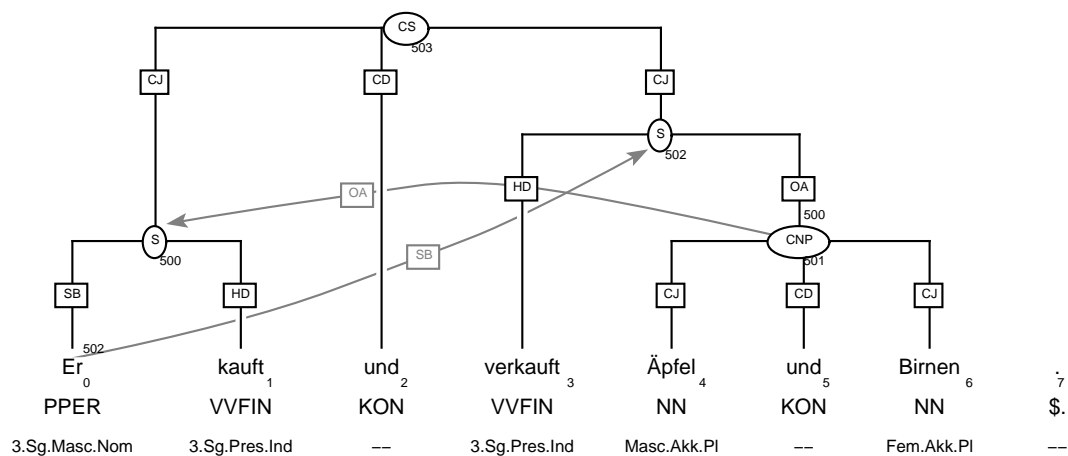 CS
503
CJ CD CJ
S
502
OA HD OA
500
S CNP
500 501
SB
SB HD CJ CD CJ
502
Er kauft und verkauft Äpfel und Birnen .
0 1 2 3 4 5 6 7
PPER VVFIN KON VVFIN NN KON NN $.
3.Sg.Masc.Nom 3.Sg.Pres.Ind -- 3.Sg.Pres.Ind Masc.Akk.Pl -- Fem.Akk.Pl --